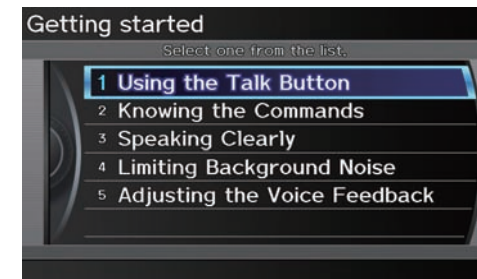 Getting started
Select one from the list.
1 Using the Talk Button
2 Knowing the Commands
3 Speaking Clearly
4 Limiting Background Noise
5 Adjusting the Voice Feedback